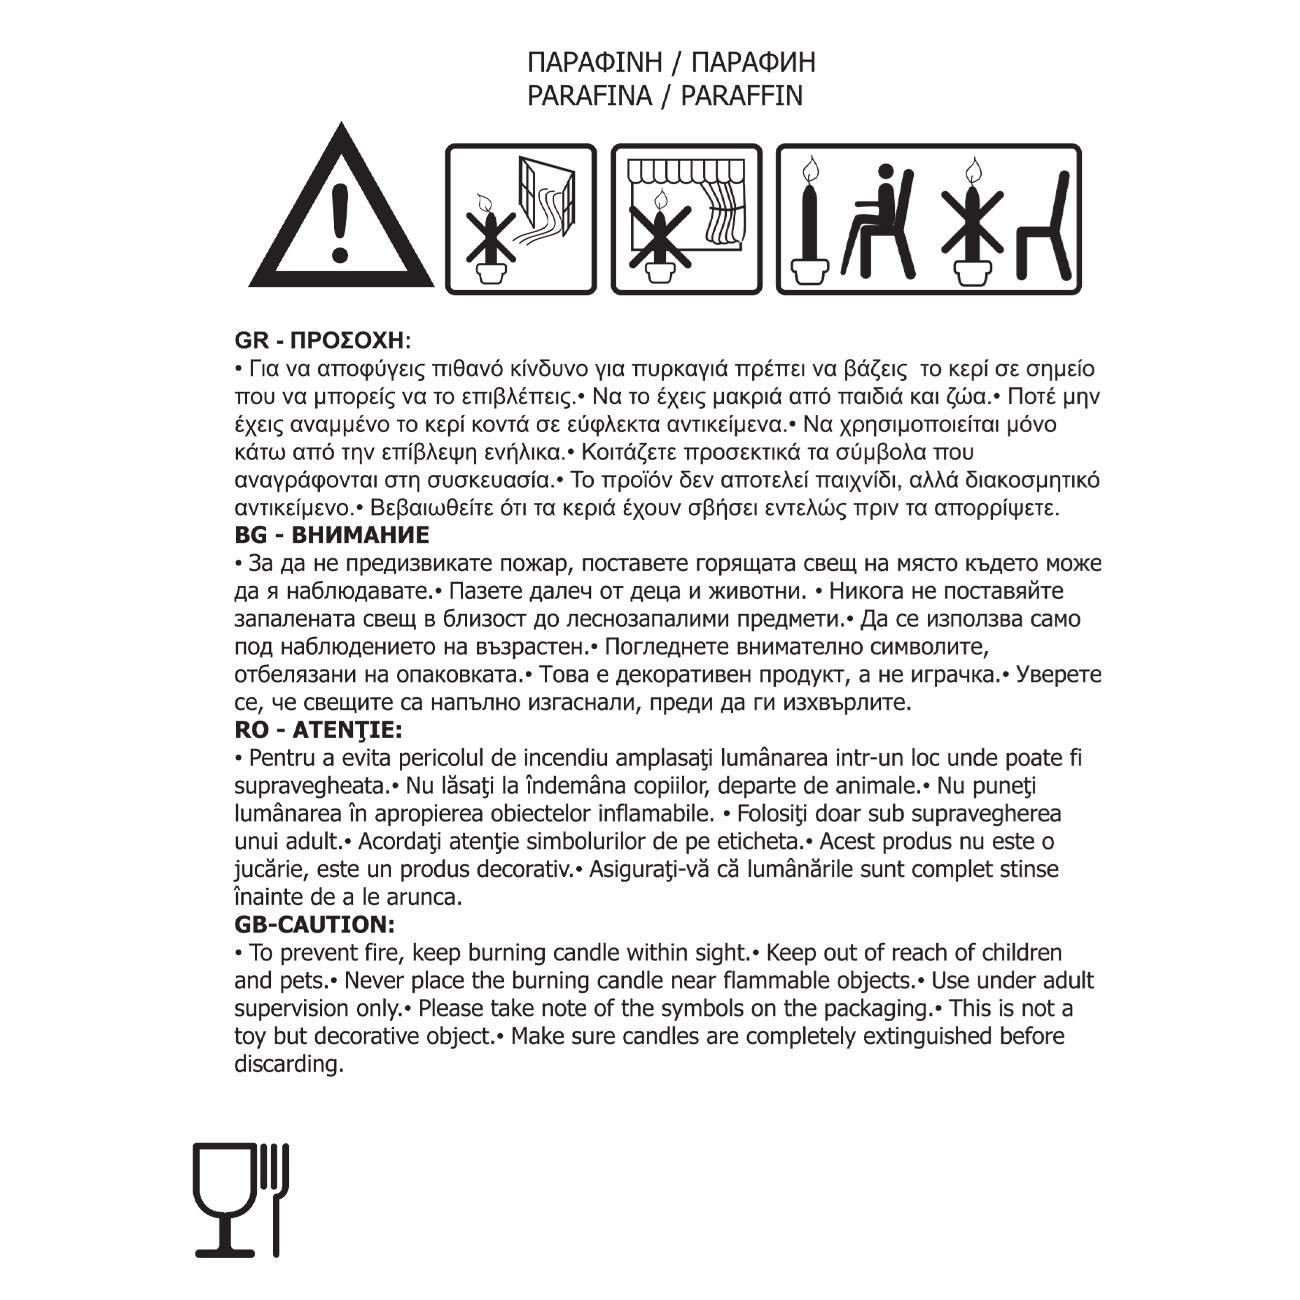 ΠΑΡΑΦΙΝΗ / ПАРАФИН
PARAFINA / PARAFFIN
GR - ΠΡΟΣΟΧΗ:
• Για να αποφύγεις πιθανό κίνδυνο για πυρκαγιά πρέπει να βάζεις το κερί σε σημείο
που να μπορείς να το επιβλέπεις.• Να το έχεις μακριά από παιδιά και ζώα.• Ποτέ μην
έχεις αναμμένο το κερί κοντά σε εύφλεκτα αντικείμενα.• Να χρησιμοποιείται μόνο
κάτω από την επίβλεψη ενήλικα.• Κοιτάζετε προσεκτικά τα σύμβολα που
αναγράφονται στη συσκευασία.• Το προϊόν δεν αποτελεί παιχνίδι, αλλά διακοσμητικό
αντικείμενο.• Βεβαιωθείτε ότι τα κεριά έχουν σβήσει εντελώς πριν τα απορρίψετε.
BG - ВНИМАНИЕ
• За да не предизвикате пожар, поставете горящата свещ на място където може
да я наблюдавате.• Пазете далеч от деца и животни. • Никога не поставяйте
запалената свещ в близост до леснозапалими предмети.• Да се използва само
под наблюдението на възрастен.• Погледнете внимателно символите,
отбелязани на опаковката.• Това е декоративен продукт, а не играчка.• Уверете
се, че свещите са напълно изгаснали, преди да ги изхвърлите.
RO - ATENŢIE:
• Pentru a evita pericolul de incendiu amplasaţi lumânarea intr-un loc unde poate fi
supravegheata.• Nu lăsaţi la îndemâna copiilor, departe de animale.• Nu puneţi
lumânarea în apropierea obiectelor inflamabile. • Folosiţi doar sub supravegherea
unui adult.• Acordaţi atenţie simbolurilor de pe eticheta.• Acest produs nu este o
jucărie, este un produs decorativ.• Asiguraţi-vă că lumânările sunt complet stinse
înainte de a le arunca.
GB-CAUTION:
• To prevent fire, keep burning candle within sight.• Keep out of reach of children
and pets.• Never place the burning candle near flammable objects.• Use under adult
supervision only.• Please take note of the symbols on the packaging.• This is not a
toy but decorative object.• Make sure candles are completely extinguished before
discarding.